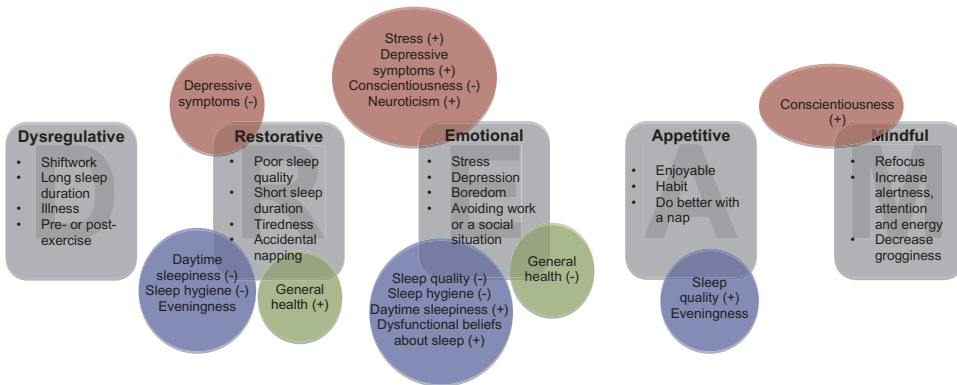 Stress (+)
Depressive
symptoms (+)
Conscientiousness (-)
Neuroticism (+)
Depressive
symptoms (-)
Conscientiousness
(+)
Dysregulative
• Shiftwork
• Long sleep
duration
• Illness
• Pre- or post-
exercise
D
Restorative
• Poor sleep
quality
• Short sleep
duration
• Tiredness
• Accidental
napping
R
Emotional
• Stress
• Depression
• Boredom
• Avoiding work
or a social
situation
E
Appetitive
• Enjoyable
• Habit
• Do better with
a nap
A
Mindful
• Refocus
• Increase
alertness,
attention
and energy
• Decrease
grogginess
M
Daytime
sleepiness (-)
Sleep hygiene (-)
Eveningness
General
health (+)
Sleep quality (-)
Sleep hygiene (-)
Daytime sleepiness (+)
Dysfunctional beliefs
about sleep (+)
General
health (-)
Sleep
quality (+)
Eveningness